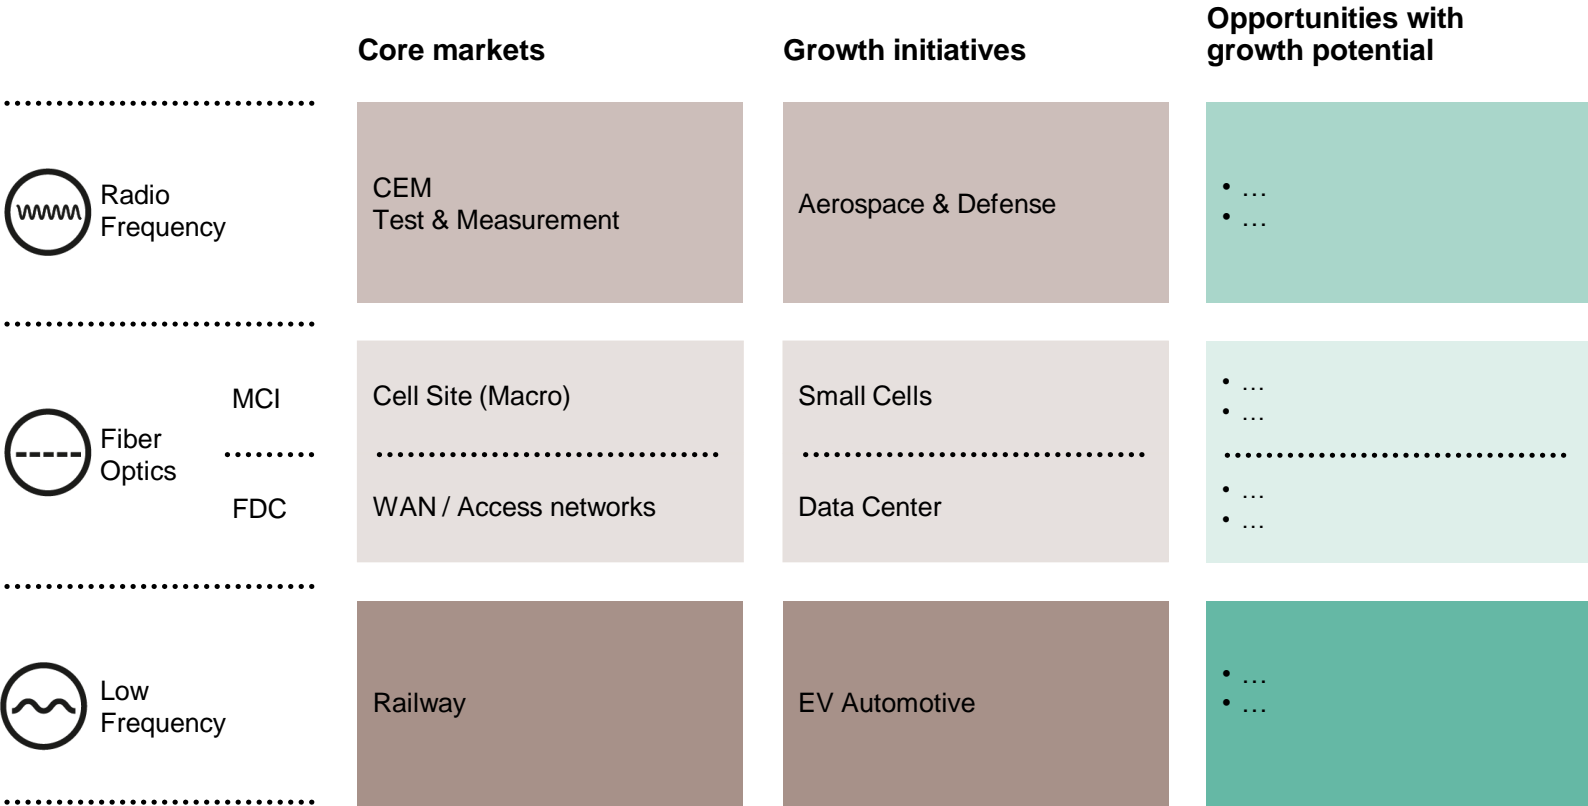 Core markets
Growth initiatives
Opportunities with
growth potential
Radio
Frequency
CEM
Test & Measurement
Aerospace & Defense
• …
• …
Fiber
Optics
MCI
Cell Site (Macro)
Small Cells
• …
• …
FDC
WAN / Access networks
Data Center
• …
• …
Low
Frequency
Railway
EV Automotive
• …
• …